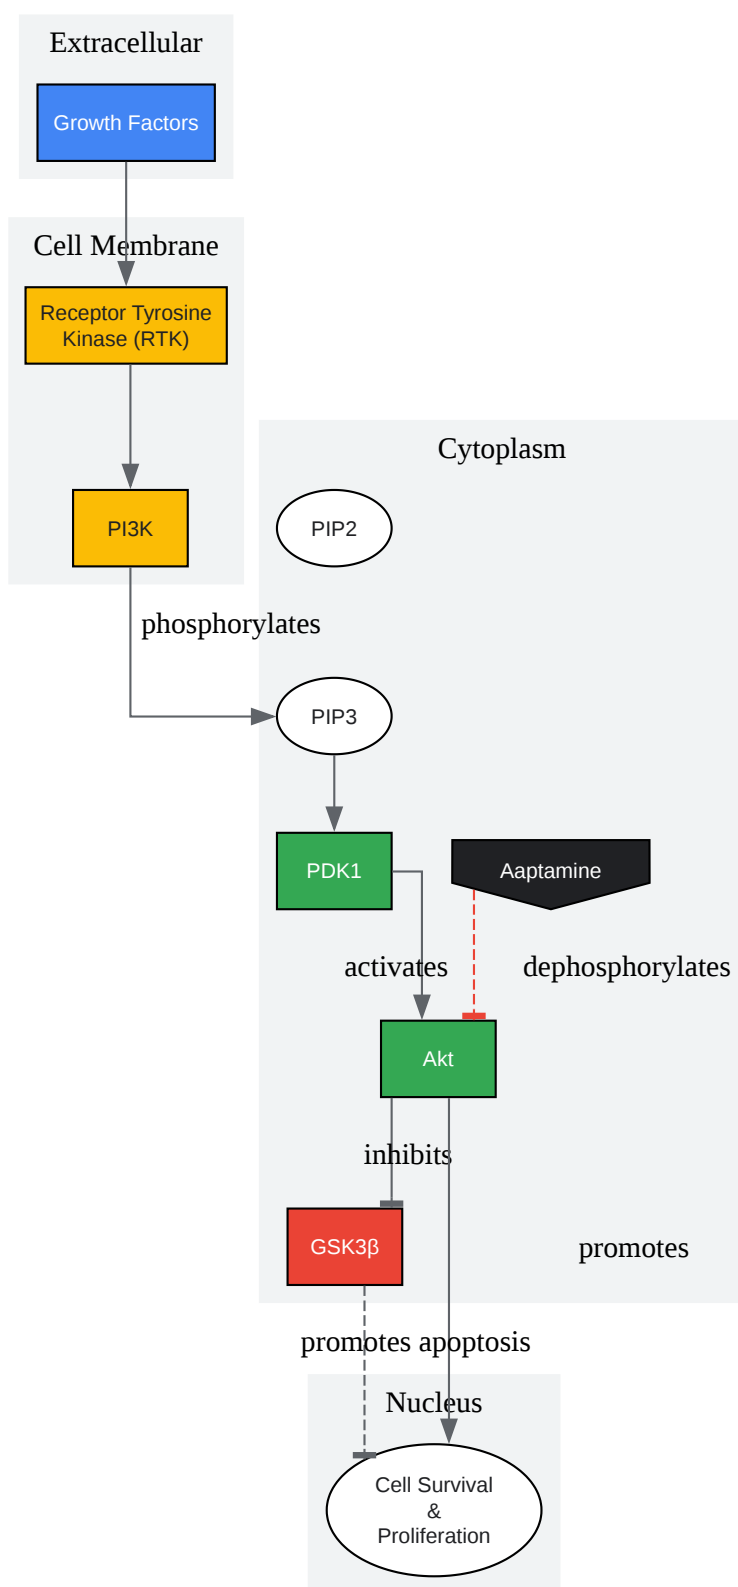 Extracellular
Growth Factors
Cell Membrane
Receptor Tyrosine
Kinase (RTK)
Cytoplasm
PI3K
PIP2
phosphorylates
PIP3
PDK1
Aaptamine
activates
dephosphorylates
Akt
inhibits
GSK3β
promotes
promotes apoptosis
Nucleus
Cell Survival
&
Proliferation